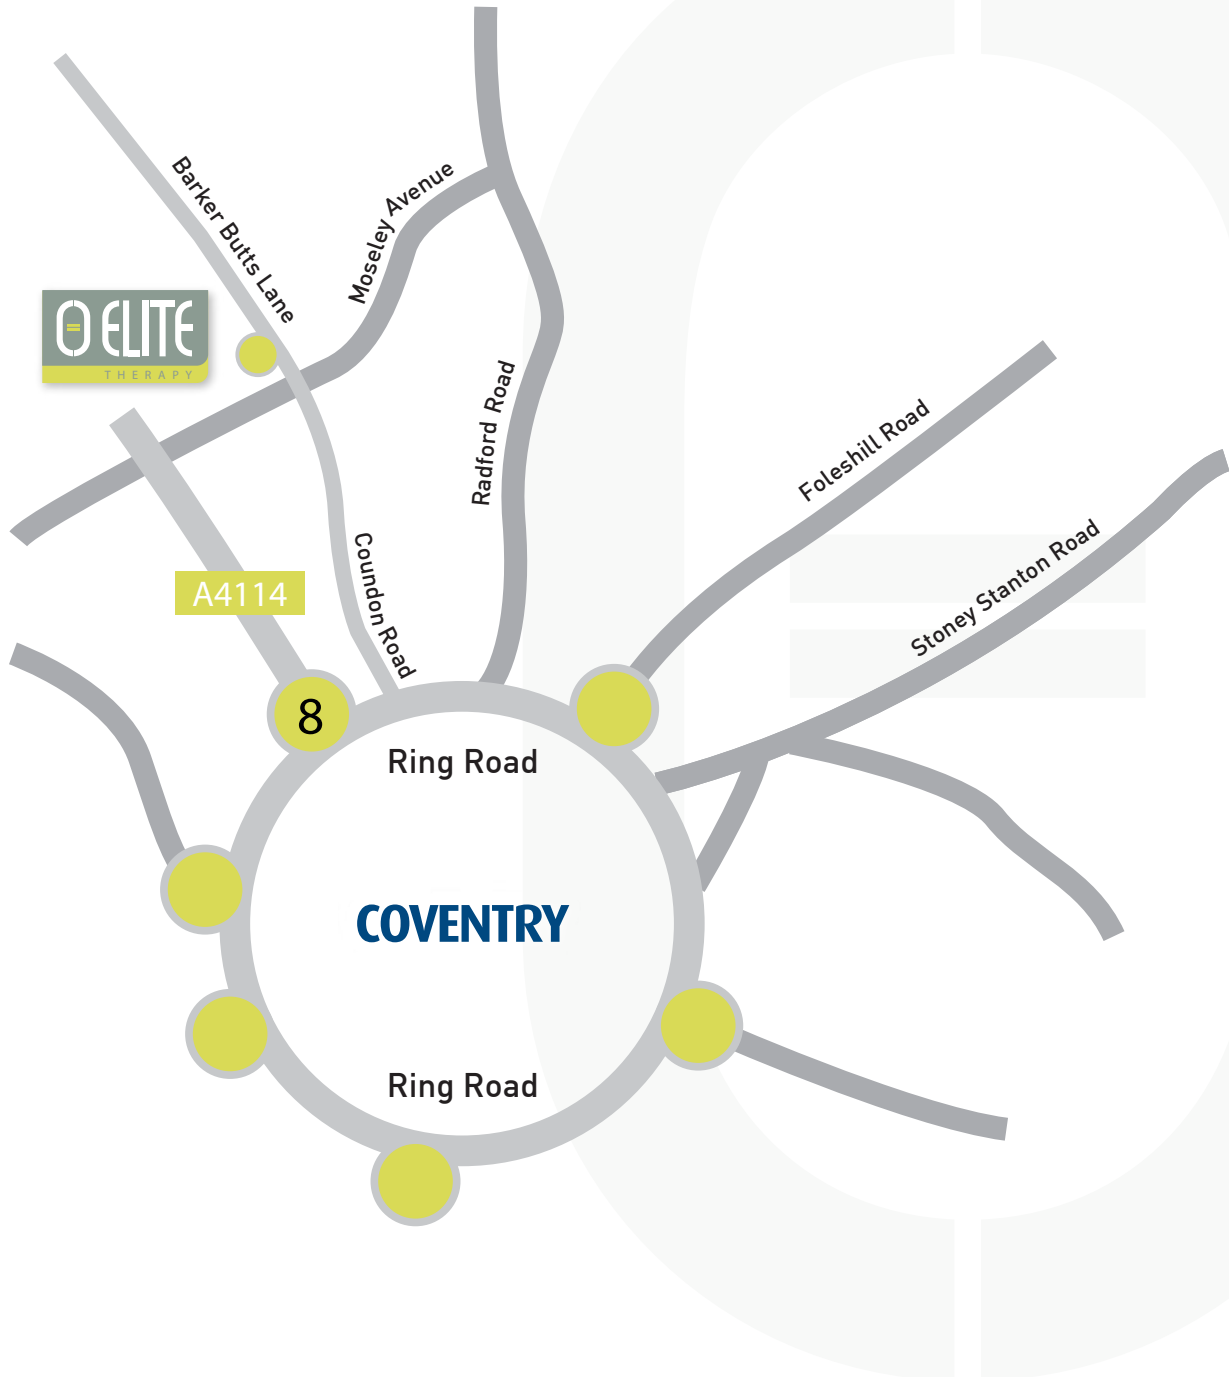 Barker Butts Lane
Moseley Avenue
ELITE
THERAPY
Radford Road
Foleshill Road
Stoney Stanton Road
Coundon Road
A4114
8
Ring Road
COVENTRY
Ring Road